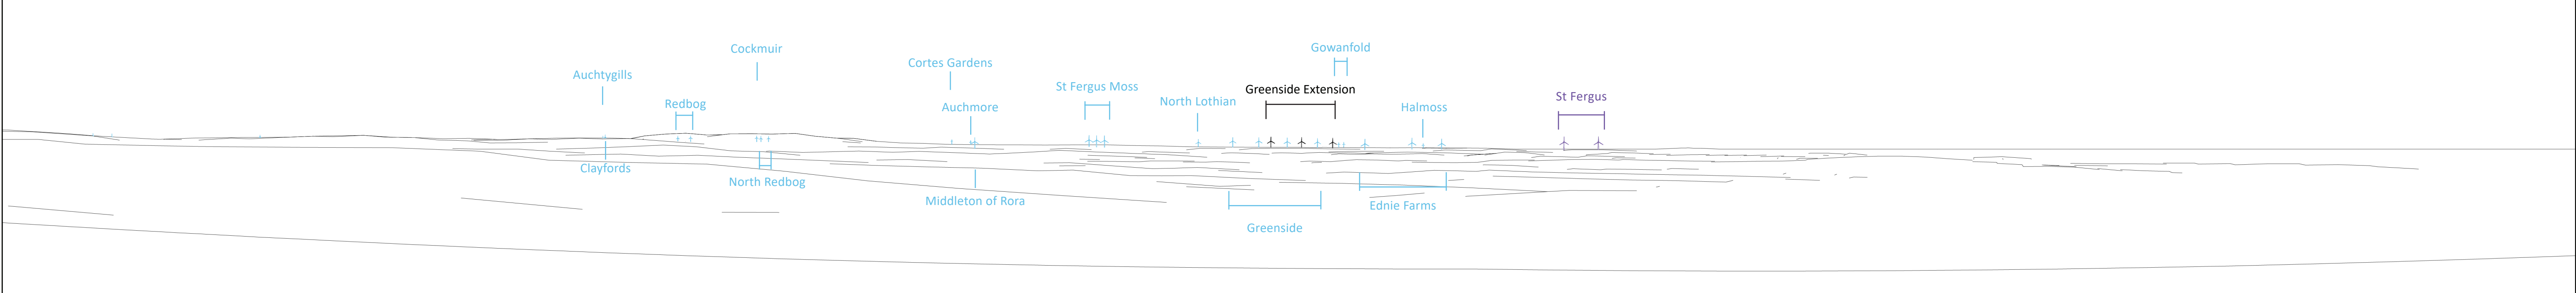 Gowanfold
Cockmuir
Cortes Gardens
Auchtygills
St Fergus Moss
Greenside Extension
St Fergus
North Lothian
Redbog
Auchmore
Halmoss
Clayfords
North Redbog
Middleton of Rora
Ednie Farms
Greenside